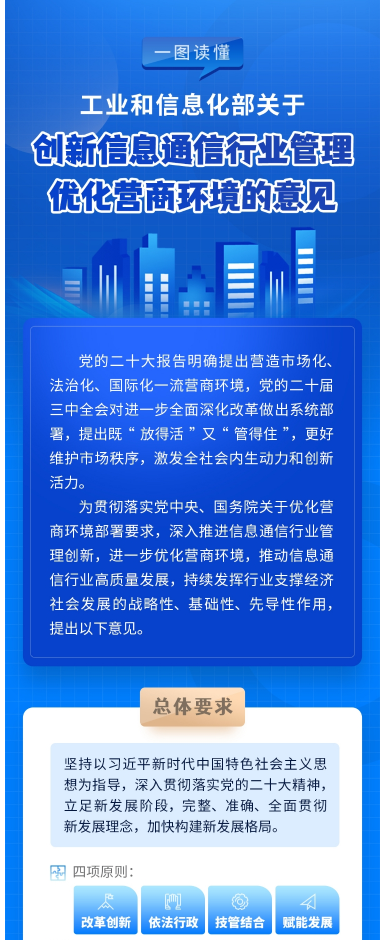 一图读懂
工业和信息化部关于
创新信息通信行业管理
优化营商环境的意见
党的二十大报告明确提出营造市场化、
法治化、国际化一流营商环境，党的二十届
三中全会对进一步全面深化改革做出系统部
署，提出既“放得活”又“管得住”，更好
维护市场秩序，激发全社会内生动力和创新
活力。
为贯彻落实党中央、国务院关于优化营
商环境部署要求，深入推进信息通信行业管
理创新，进一步优化营商环境，推动信息通
信行业高质量发展，持续发挥行业支撑经济
社会发展的战略性、基础性、先导性作用，
提出以下意见。
总体要求
坚持以习近平新时代中国特色社会主义思
想为指导，深入贯彻落实党的二十大精神，
立足新发展阶段，完整、准确、全面贯彻
新发展理念，加快构建新发展格局。
四项原则：
改革创新 依法行政 技管结合 赋能发展